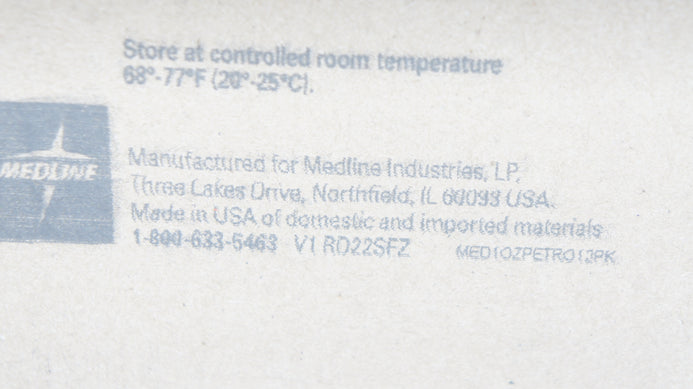 Store at controlled room temperature
68°-77°F (20°-25°C).
MEDLINE
Manufactured for Medline Industries, LP,
Three Lakes Drive, Northfield, IL 60093 USA.
Made in USA of domestic and imported materials
1-800-633-5463 V1 RD22SFZ MED1OZPETRO12PK